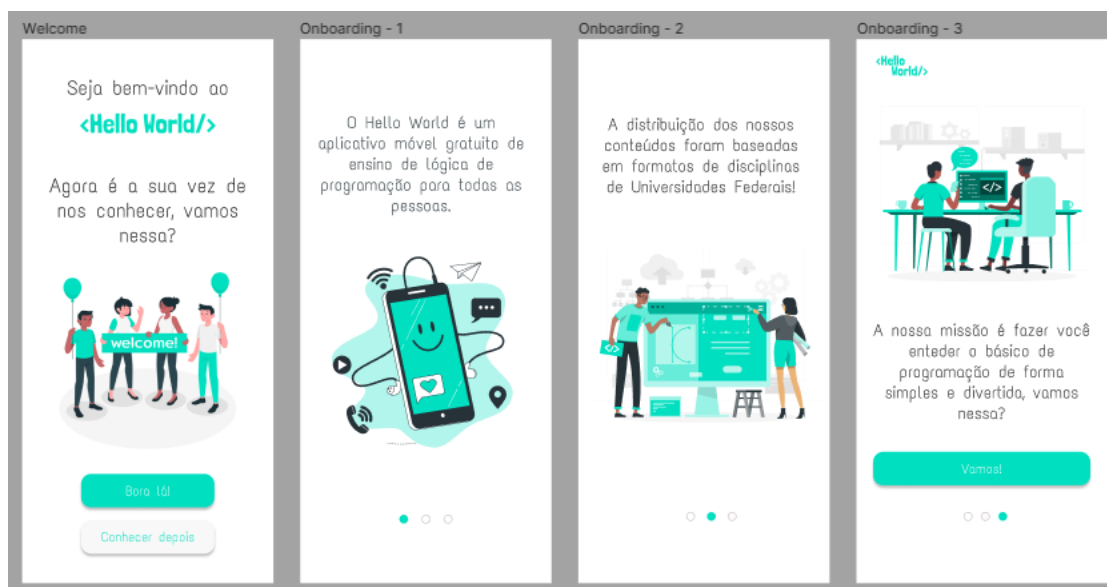 Welcome
Seja bem-vindo ao
<Hello World/>
Agora é a sua vez de
nos conhecer, vamos
nessa?
welcome!
Bora lá!
Conhecer depois
Onboarding - 1
O Hello World é um
aplicativo móvel gratuito de
ensino de lógica de
programação para todas as
pessoas.
Onboarding - 2
A distribuição dos nossos
conteúdos foram baseadas
em formatos de disciplinas
de Universidades Federais!
</>
Onboarding - 3
<Hello
World/>
</>
A nossa missão é fazer você
enteder o básico de
programação de forma
simples e divertida, vamos
nessa?
Vamos!